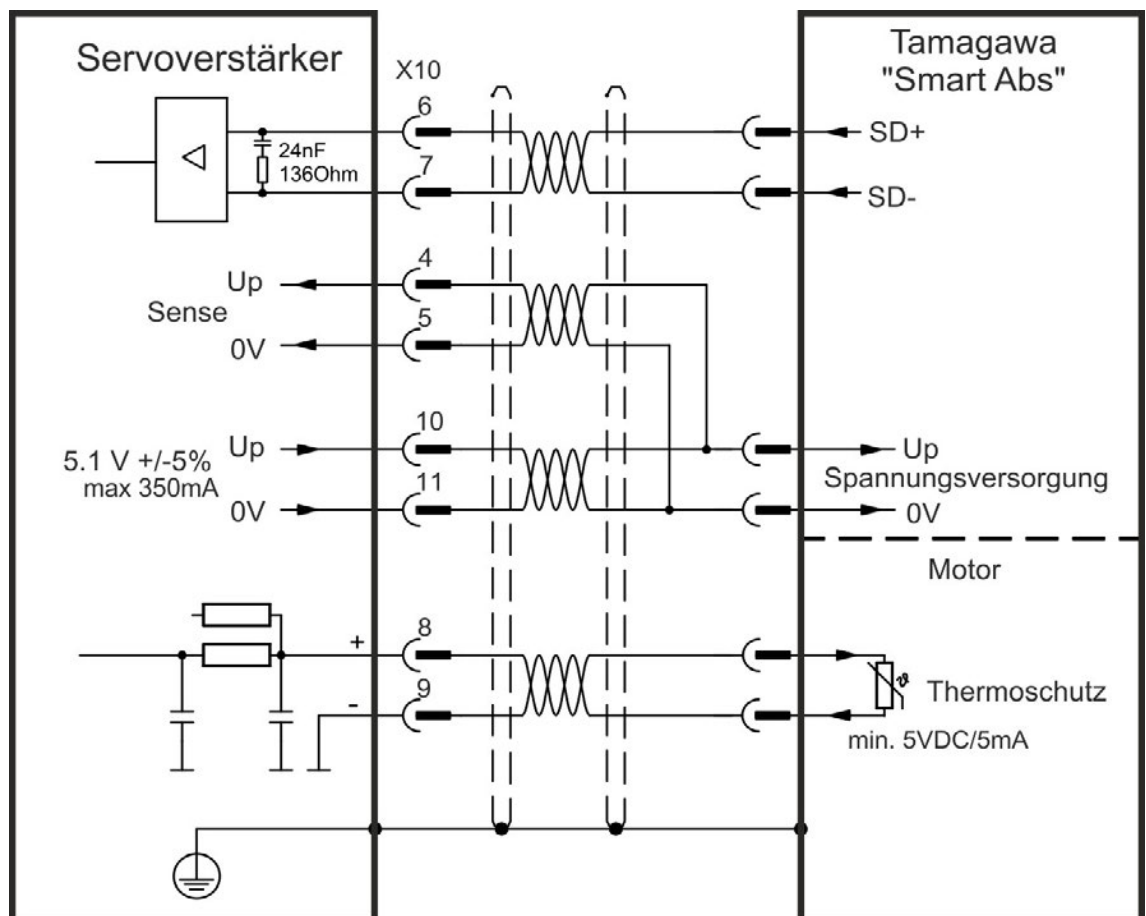 Servoverstärker
X10
Tamagawa
"Smart Abs"
6
SD+
24nF
136Ohm
7
SD-
4
Up
Sense
5
0V
10
Up
Up
5.1 V +/-5%
max 350mA
Spannungsversorgung
11
0V
0V
Motor
8
+
9
-
ϑ
Thermoschutz
min. 5VDC/5mA